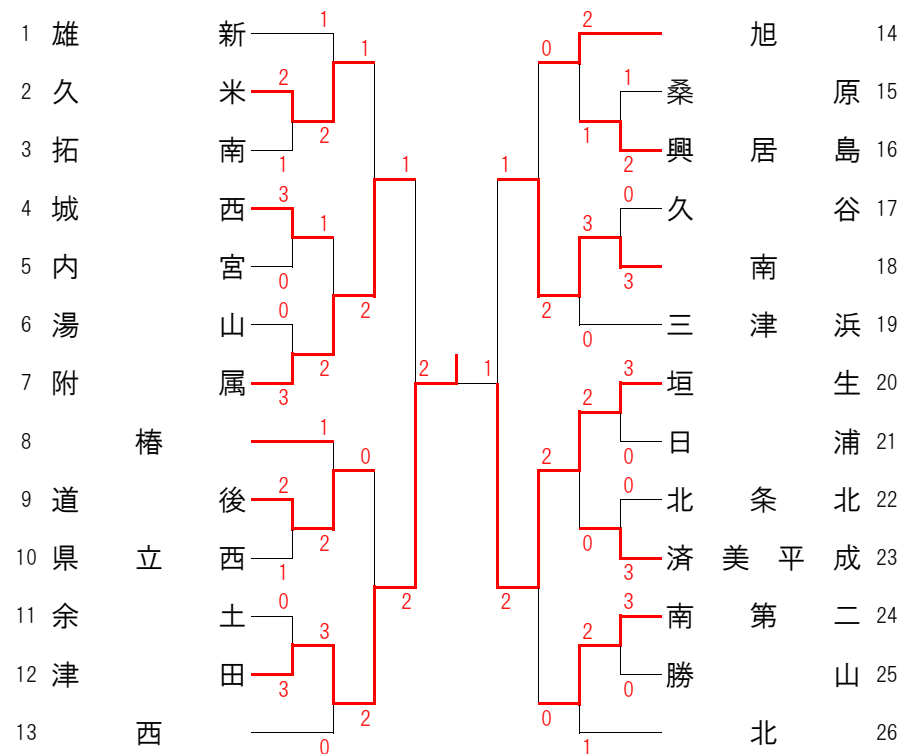 1 雄新
2 久米
3 拓南
4 城西
5 内宮
6 湯山
7 附属
8 椿
9 道後
10 県立西
11 余土
12 津田
13 西
1
2
1
2
1
3
0
1
0
3
2
2
1
1
2
1
2
0
3
3
0
0
2
2
2
1
旭 14
桑原 15
興居島 16
久谷 17
南 18
三津浜 19
垣生 20
日浦 21
北条北 22
済美平成 23
南第二 24
勝山 25
北 26
2
0
1
1
2
1
0
3
3
2
0
3
2
0
2
0
0
3
2
3
2
0
0
1